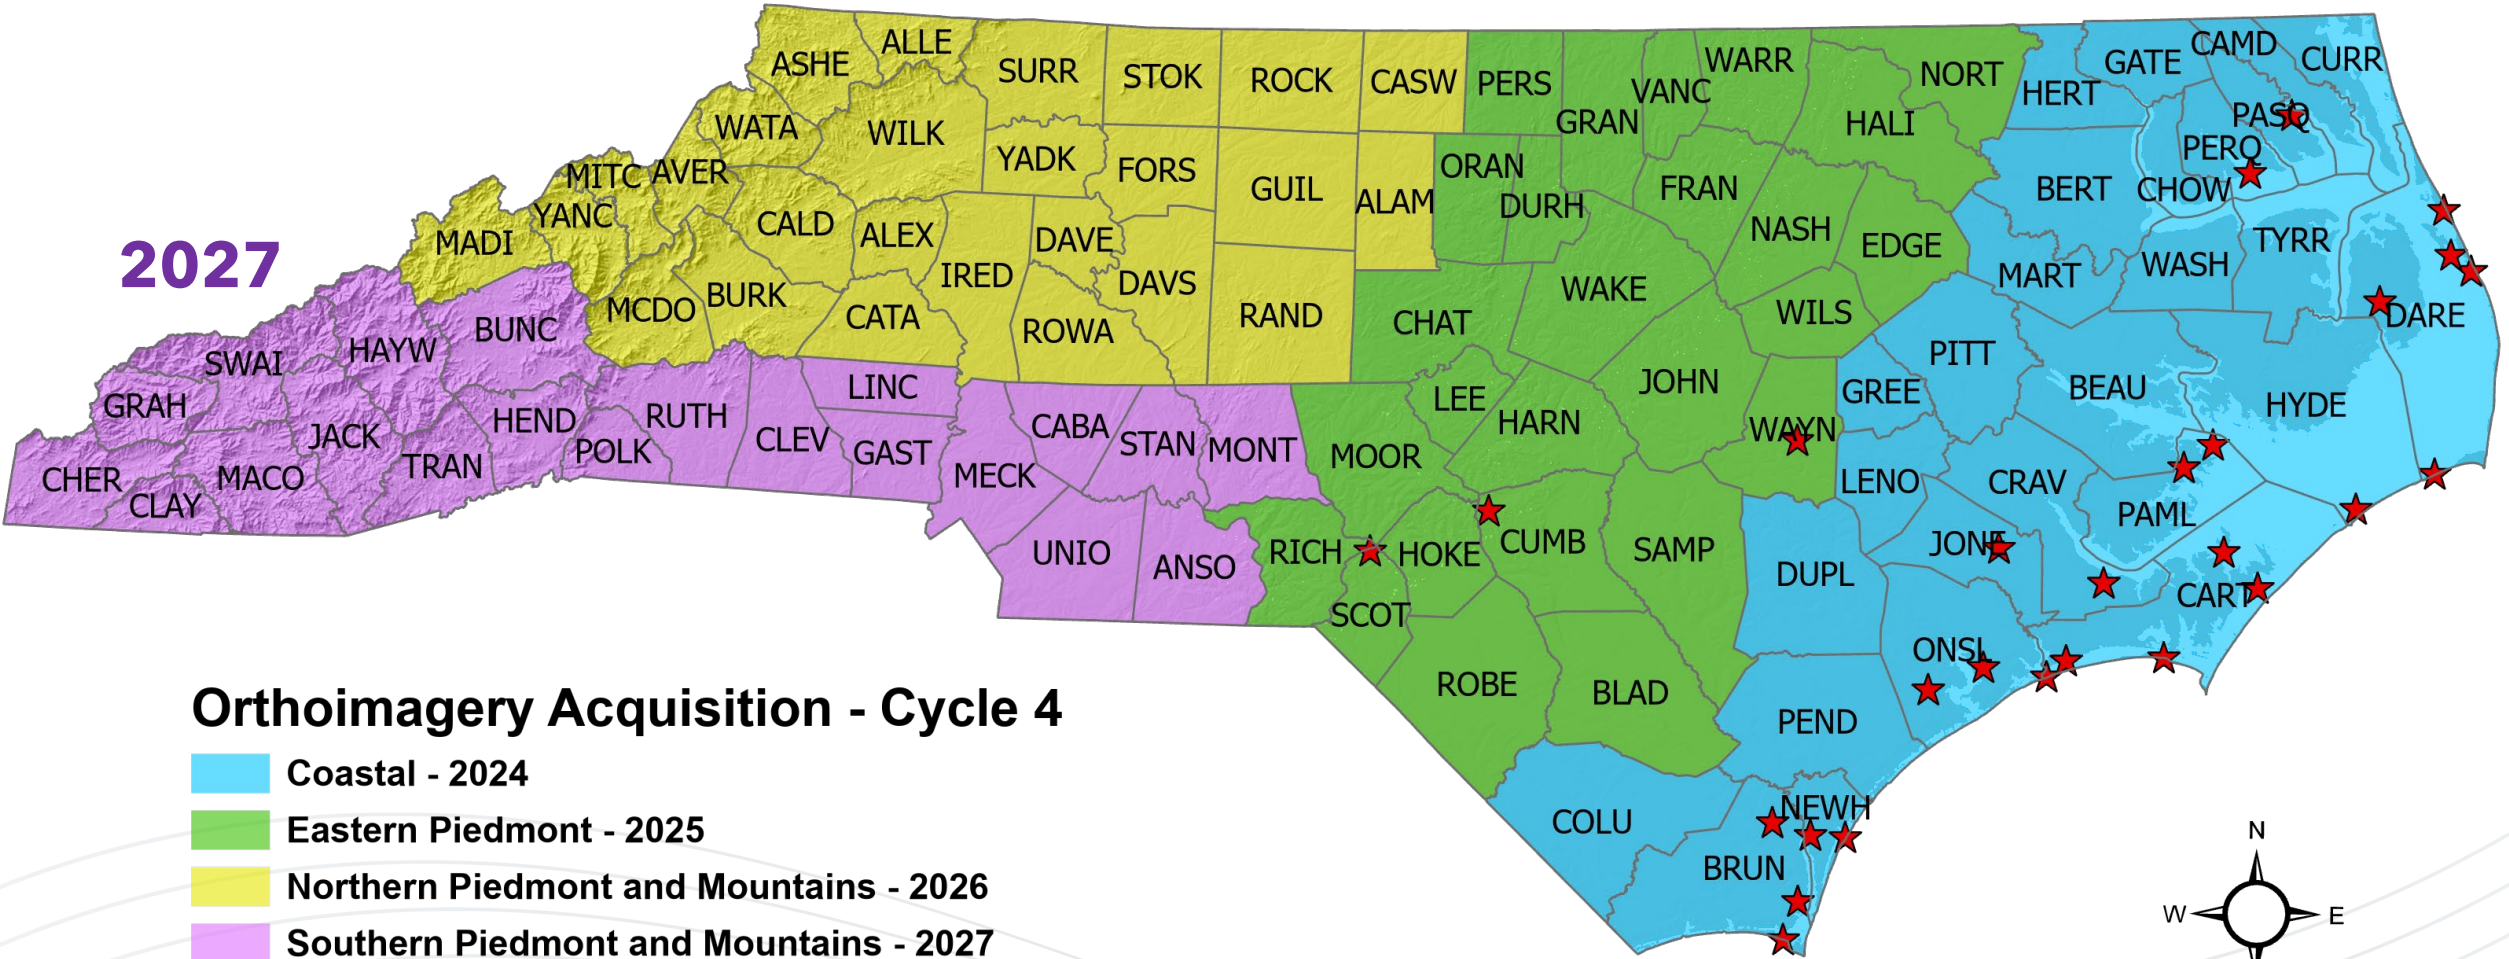 2027
ASHE
ALLE
SURR
STOK
ROCK
CASW
PERS
GRAN
VANC
WARR
HALI
NORT
HERT
GATE
CAMD
CURR
WATA
WILK
YADK
FORS
GUIL
ALAM
ORAN
DURH
FRAN
NASH
EDGE
BERT
CHOW
PERQ
PASQ
MITC
AVER
YANC
MADI
CALD
ALEX
IRED
DAVE
DAVS
RAND
CHAT
WAKE
WILS
MART
WASH
TYRR
DARE
MCDO
BURK
CATA
ROWA
BUNC
HAYW
SWAI
GRAH
JACK
HEND
RUTH
LINC
CABA
STAN
MONT
MOOR
LEE
HARN
JOHN
WAYN
GREE
PITT
BEAU
HYDE
CHER
CLAY
MACO
TRAN
POLK
CLEV
GAST
MECK
UNIO
ANSO
RICH
HOKE
SCOT
CUMB
SAMP
DUPL
LENO
JONE
CRAV
PAML
CART
ONSL
ROBE
BLAD
PEND
COLU
NEWH
BRUN
Orthoimagery Acquisition - Cycle 4
Coastal - 2024
Eastern Piedmont - 2025
Northern Piedmont and Mountains - 2026
Southern Piedmont and Mountains - 2027
N
W
E